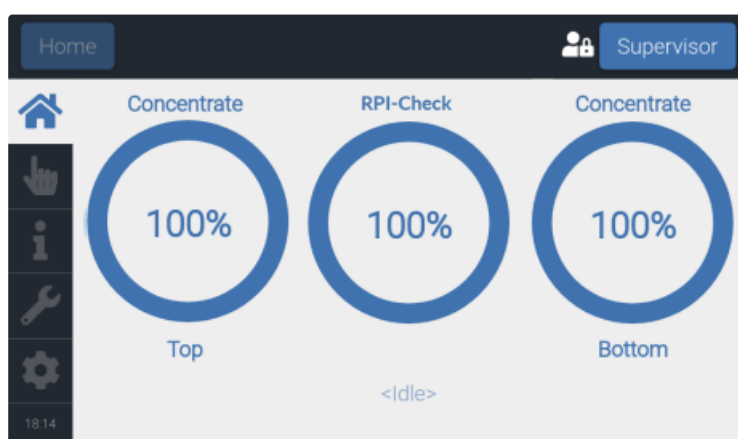 Home
Supervisor
Concentrate
RPI-Check
Concentrate
100%
100%
100%
Top
Bottom
<Idle>
18:14